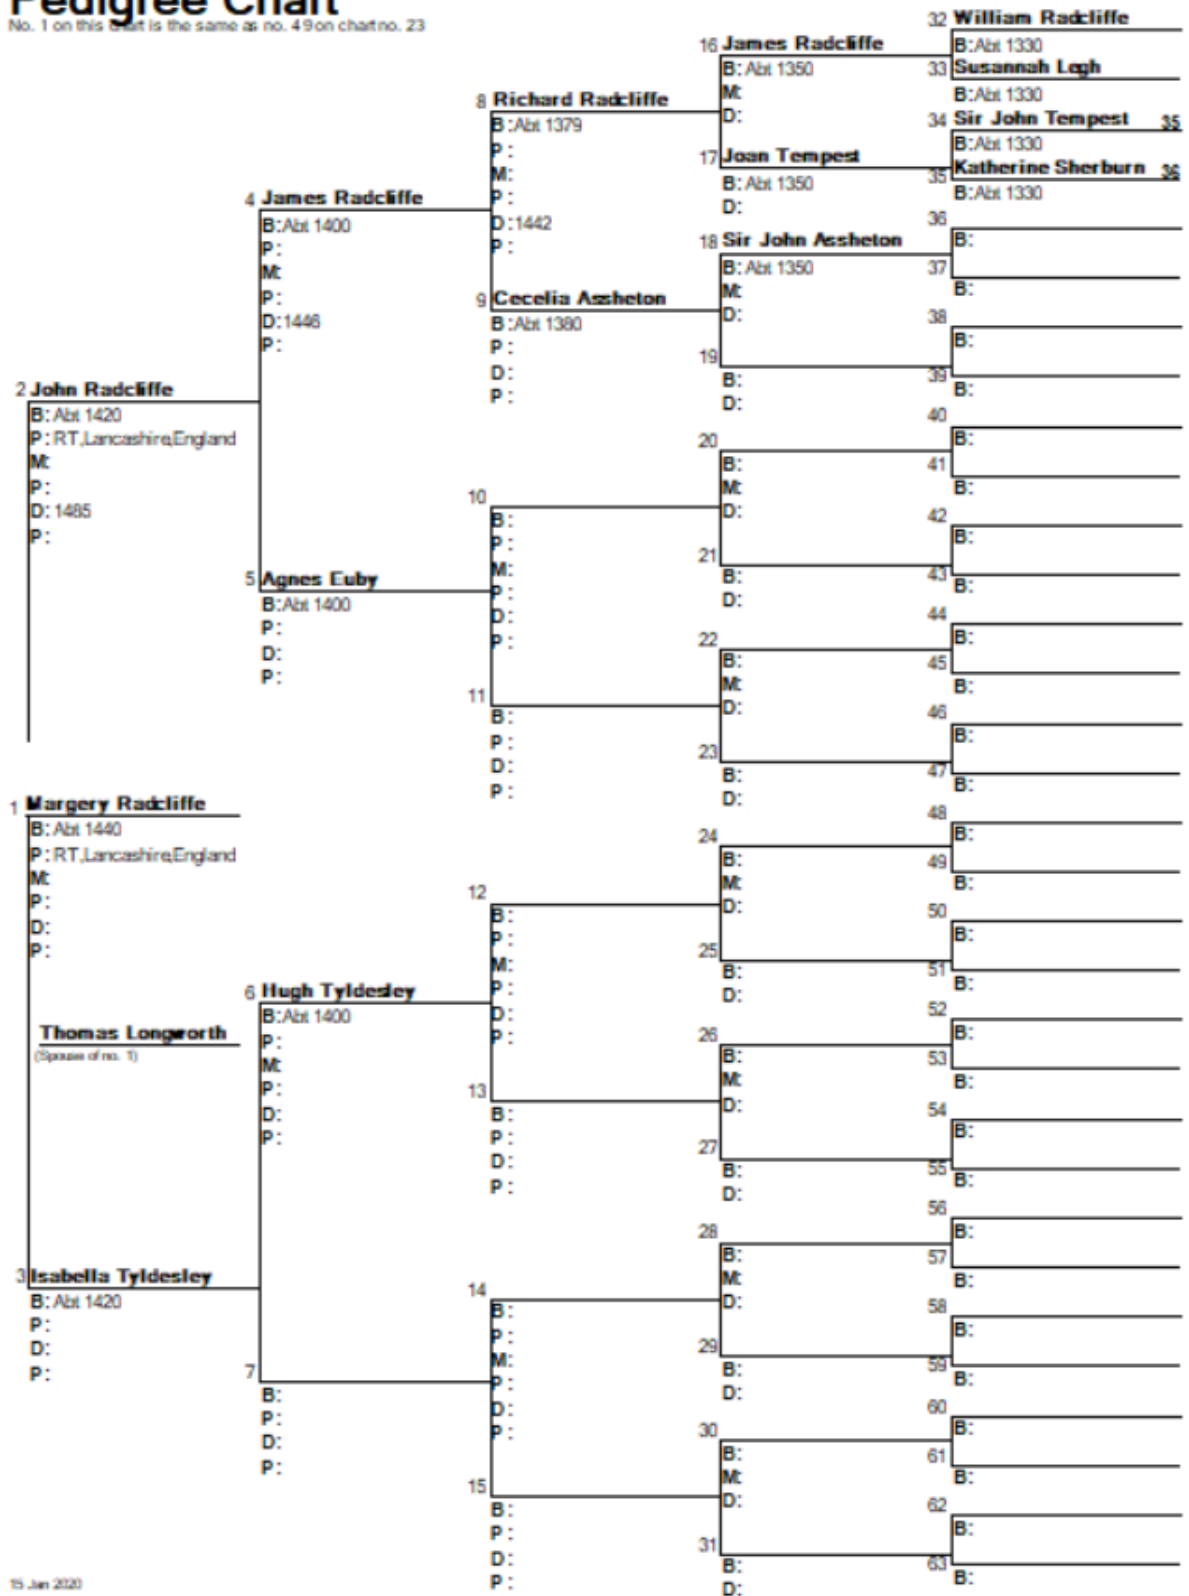 Pedigree Chart
No. 1 on this chart is the same as no. 49 on chart no. 23
2 John Radcliffe
B: Abt 1420
P: RT,Lancashire,England
M:
P:
D: 1485
P:
1 Margery Radcliffe
B: Abt 1440
P: RT,Lancashire,England
M:
P:
D:
P:
Thomas Longworth
(Spouse of no. 1)
3 Isabella Tyldesley
B: Abt 1420
P:
D:
P:
4 James Radcliffe
B: Abt 1400
P:
M:
P:
D: 1446
P:
5 Agnes Euby
B: Abt 1400
P:
D:
P:
6 Hugh Tyldesley
B: Abt 1400
P:
M:
P:
D:
P:
7
B:
P:
D:
P:
8 Richard Radcliffe
B: Abt 1379
P:
M:
P:
D: 1442
P:
9 Cecelia Assheton
B: Abt 1380
P:
D:
P:
10
B:
P:
M:
P:
D:
P:
11
B:
P:
D:
P:
12
B:
P:
M:
P:
D:
P:
13
B:
P:
D:
P:
14
B:
P:
M:
P:
D:
P:
15
B:
P:
D:
P:
16 James Radcliffe
B: Abt 1350
M:
D:
17 Joan Tempest
B: Abt 1350
D:
18 Sir John Assheton
B: Abt 1350
M:
D:
19
B:
D:
20
B:
M:
D:
21
B:
D:
22
B:
M:
D:
23
B:
D:
24
B:
M:
D:
25
B:
D:
26
B:
M:
D:
27
B:
D:
28
B:
M:
D:
29
B:
D:
30
B:
M:
D:
31
B:
D:
32 William Radcliffe
B: Abt 1330
33 Susannah Legh
B: Abt 1330
34 Sir John Tempest 35
B: Abt 1330
35 Katherine Sherburn 36
B: Abt 1330
36
B:
37
B:
38
B:
39
B:
40
B:
41
B:
42
B:
43
B:
44
B:
45
B:
46
B:
47
B:
48
B:
49
B:
50
B:
51
B:
52
B:
53
B:
54
B:
55
B:
56
B:
57
B:
58
B:
59
B:
60
B:
61
B:
62
B:
63
B:
15 Jan 2020